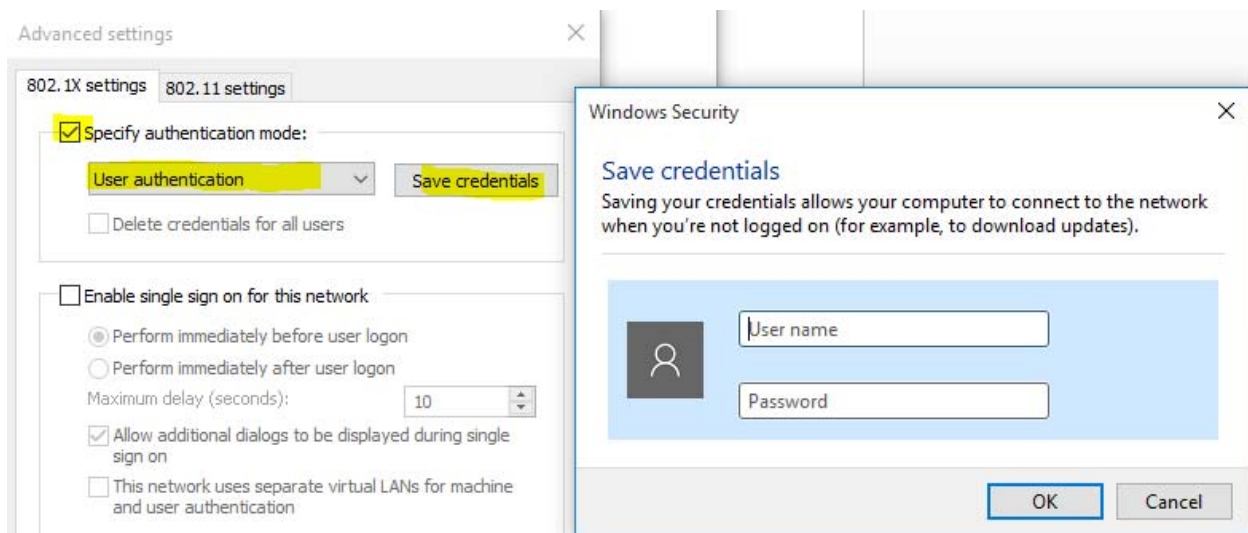 Advanced settings
802.1X settings
802.11 settings
Specify authentication mode:
User authentication
Save credentials
Delete credentials for all users
Enable single sign on for this network
Perform immediately before user logon
Perform immediately after user logon
Maximum delay (seconds):
10
Allow additional dialogs to be displayed during single
sign on
This network uses separate virtual LANs for machine
and user authentication
Windows Security
Save credentials
Saving your credentials allows your computer to connect to the network
when you're not logged on (for example, to download updates).
User name
Password
OK
Cancel